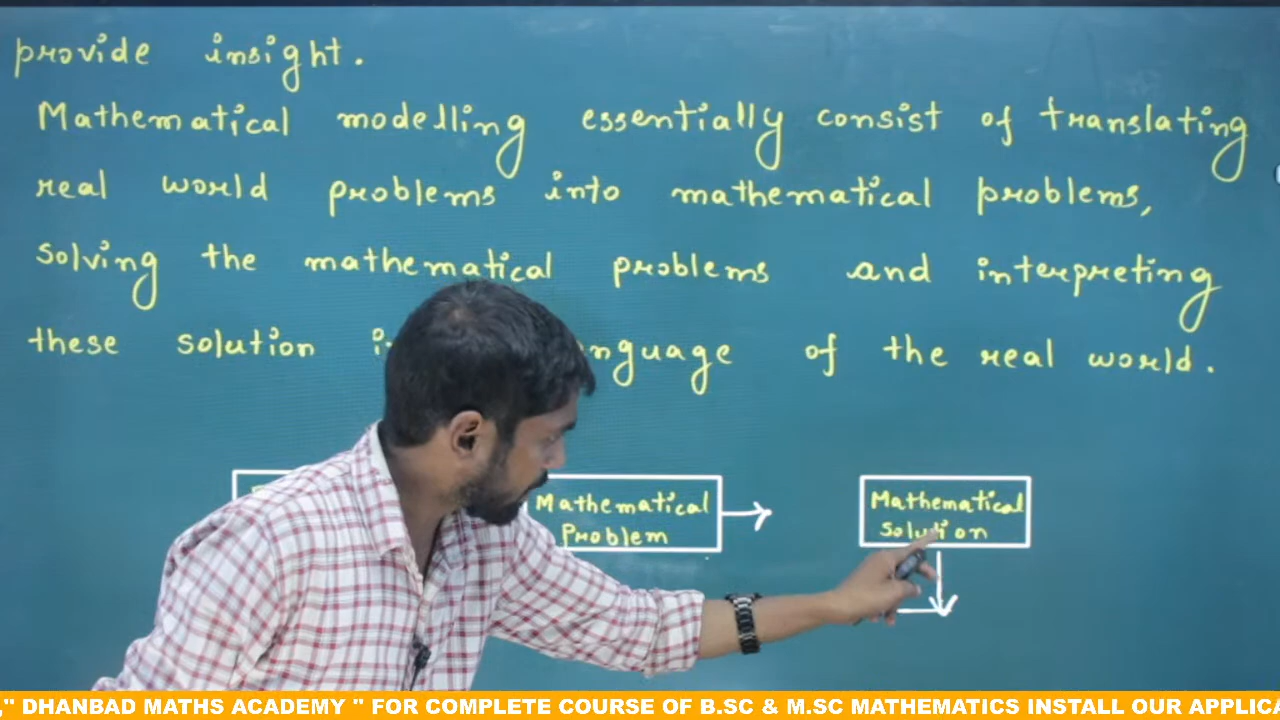 provide insight.
Mathematical modelling essentially consist of translating
real world problems into mathematical problems,
solving the mathematical problems and interpreting
these solution of the real world.
Mathematical
Problem
Mathematical
Solution
," DHANBAD MATHS ACADEMY " FOR COMPLETE COURSE OF B.SC & M.SC MATHEMATICS INSTALL OUR APPLICA